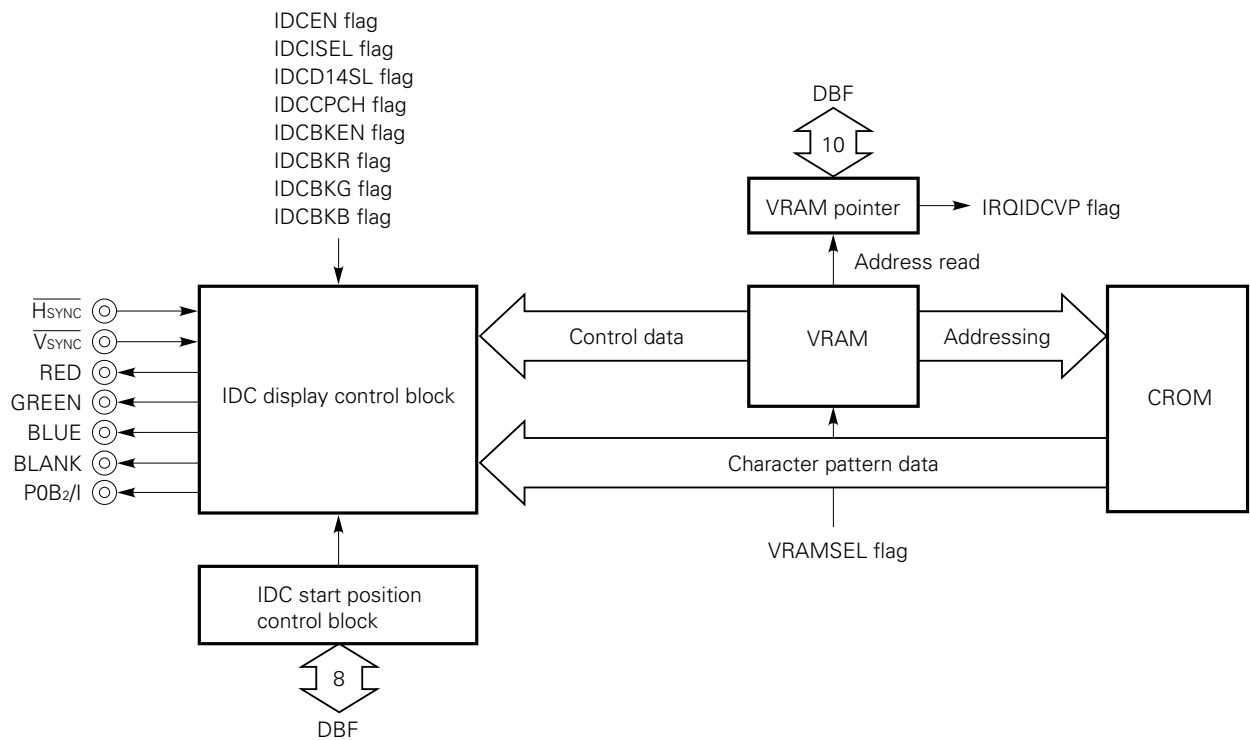 IDCEN flag
IDCISEL flag
IDCD14SL flag
IDCCPCH flag
IDCBKEN flag
IDCBKR flag
IDCBKG flag
IDCBKB flag
DBF
10
VRAM pointer
IRQIDCVP flag
Address read
HSYNC
VSYNC
RED
GREEN
BLUE
BLANK
P0B2/I
IDC display control block
Control data
VRAM
Addressing
CROM
Character pattern data
VRAMSEL flag
IDC start position
control block
8
DBF